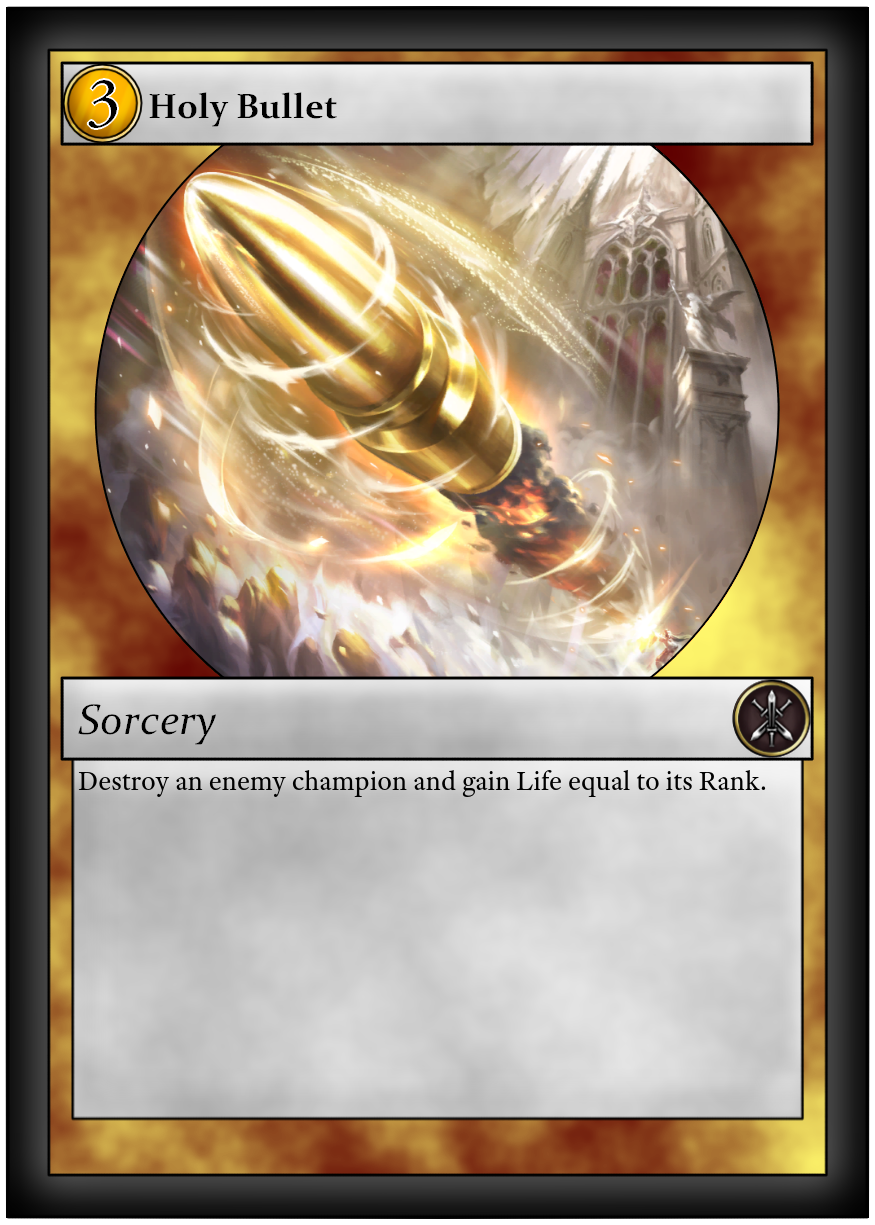 3 Holy Bullet
Sorcery
Destroy an enemy champion and gain Life equal to its Rank.